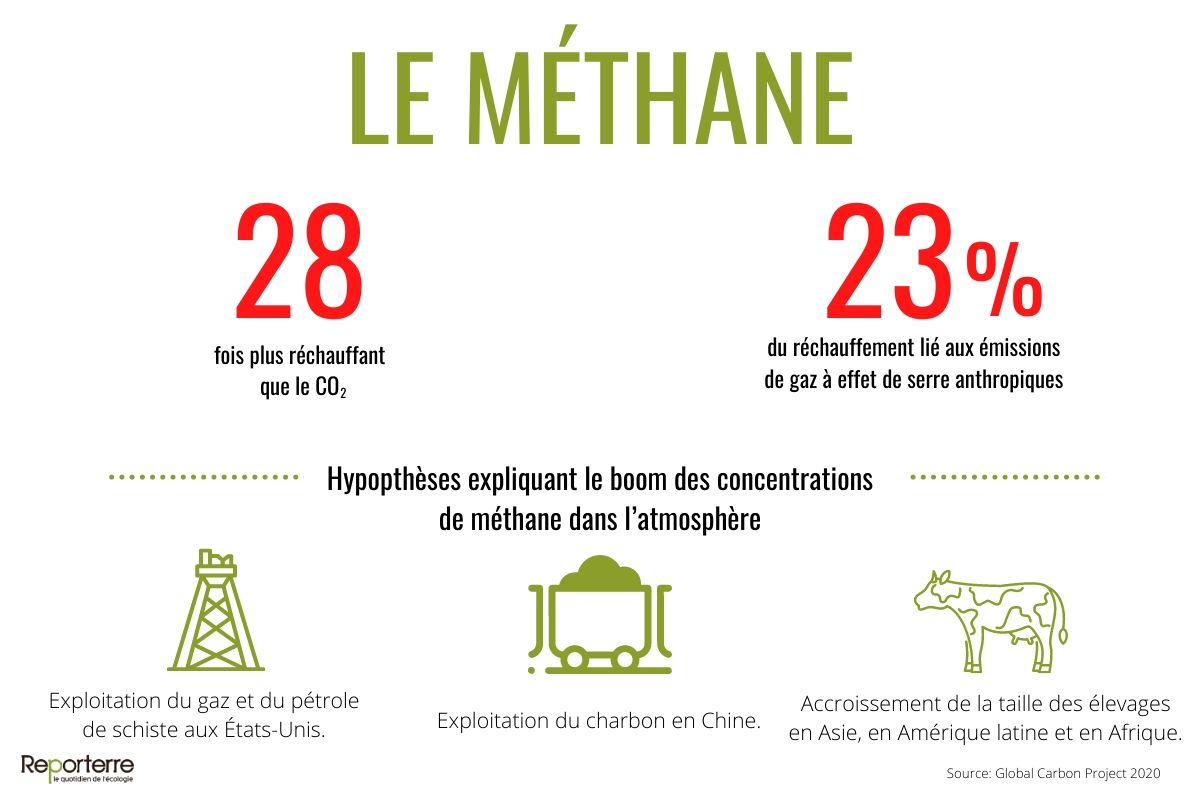 LE MÉTHANE
28
fois plus réchauffant
que le CO₂
23%
du réchauffement lié aux émissions
de gaz à effet de serre anthropiques
Hypopthèses expliquant le boom des concentrations
de méthane dans l’atmosphère
Exploitation du gaz et du pétrole
de schiste aux États-Unis.
Exploitation du charbon en Chine.
Accroissement de la taille des élevages
en Asie, en Amérique latine et en Afrique.
Reporterre
le quotidien de l'écologie
Source: Global Carbon Project 2020